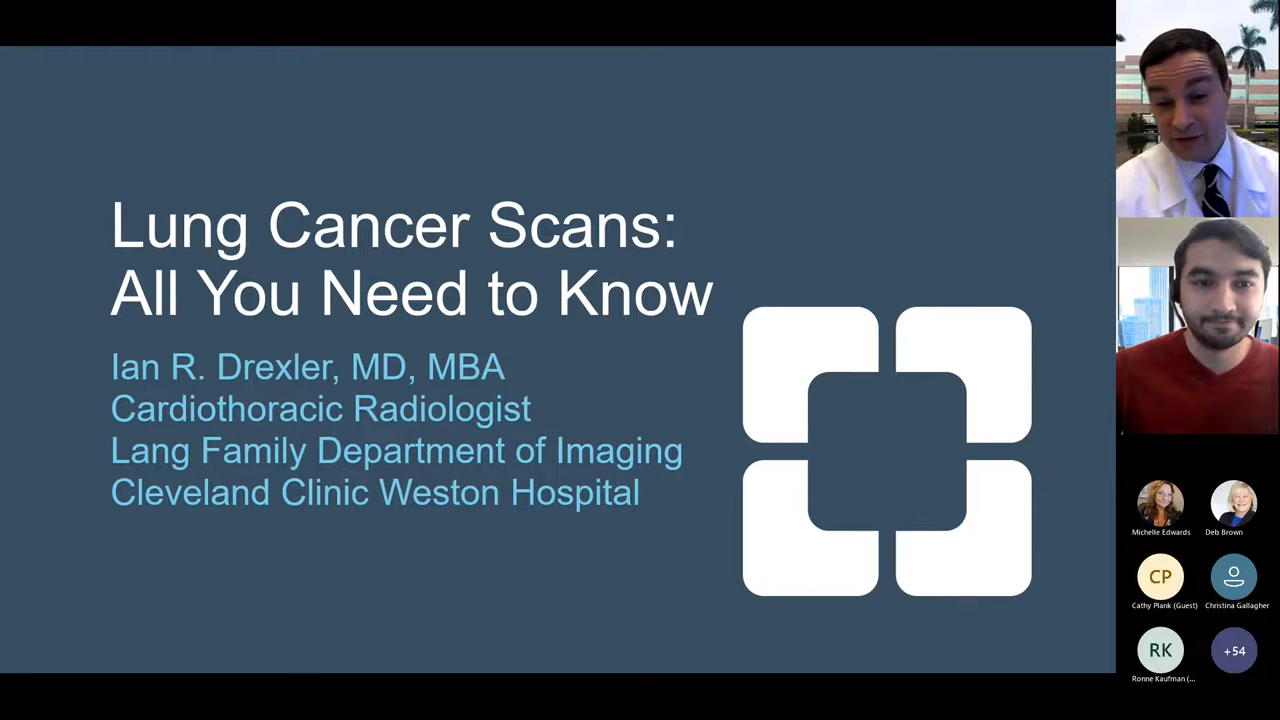 Lung Cancer Scans:
All You Need to Know
Ian R. Drexler, MD, MBA
Cardiothoracic Radiologist
Lang Family Department of Imaging
Cleveland Clinic Weston Hospital
Michelle Edwards
Deb Brown
CP
Cathy Plank (Guest)
Christina Gallagher
RK
Ronne Kaufman (...
+54